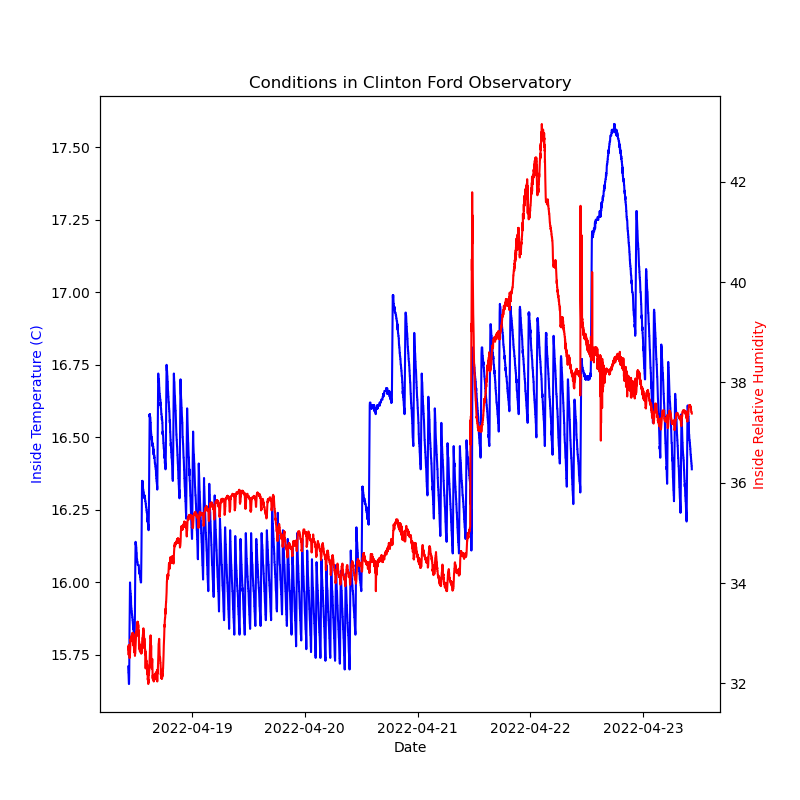 Conditions in Clinton Ford Observatory
17.50
17.25
17.00
16.75
16.50
16.25
16.00
15.75
Inside Temperature (C)
42
40
38
36
34
32
Inside Relative Humidity
2022-04-19 2022-04-20 2022-04-21 2022-04-22 2022-04-23
Date